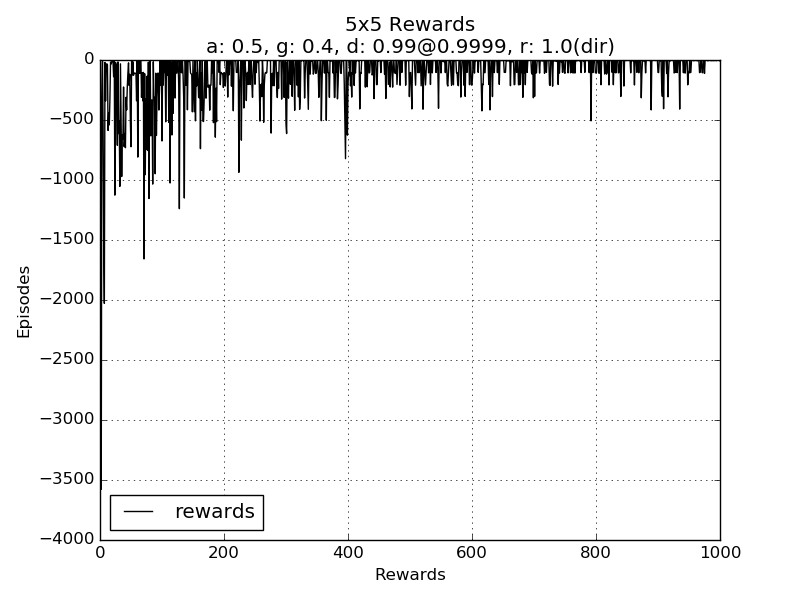 5x5 Rewards
a: 0.5, g: 0.4, d: 0.99@0.9999, r: 1.0(dir)
0
−500
−1000
−1500
−2000
−2500
−3000
−3500
−4000
Episodes
rewards
0 200 400 600 800 1000
Rewards